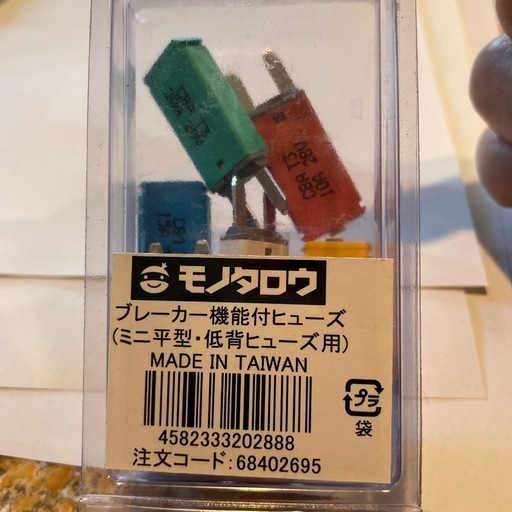 モノタロウ
ブレーカー機能付ヒューズ
(ミニ平型・低背ヒューズ用)
MADE IN TAIWAN
4582333202888
注文コード:68402695
プラ
袋